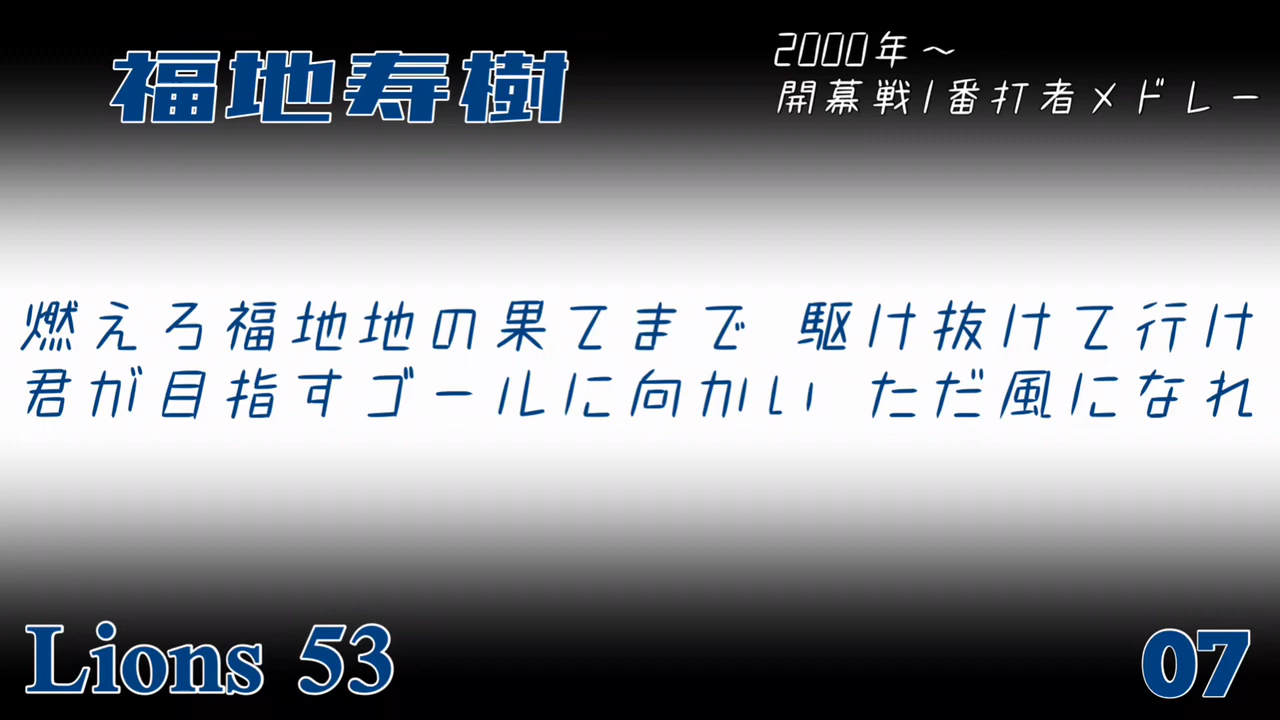 福地寿樹
2000年～
開幕戦1番打者メドレー
燃えろ福地地の果てまで 駆け抜けて行け
君が目指すゴールに向かい ただ風になれ
Lions 53
07